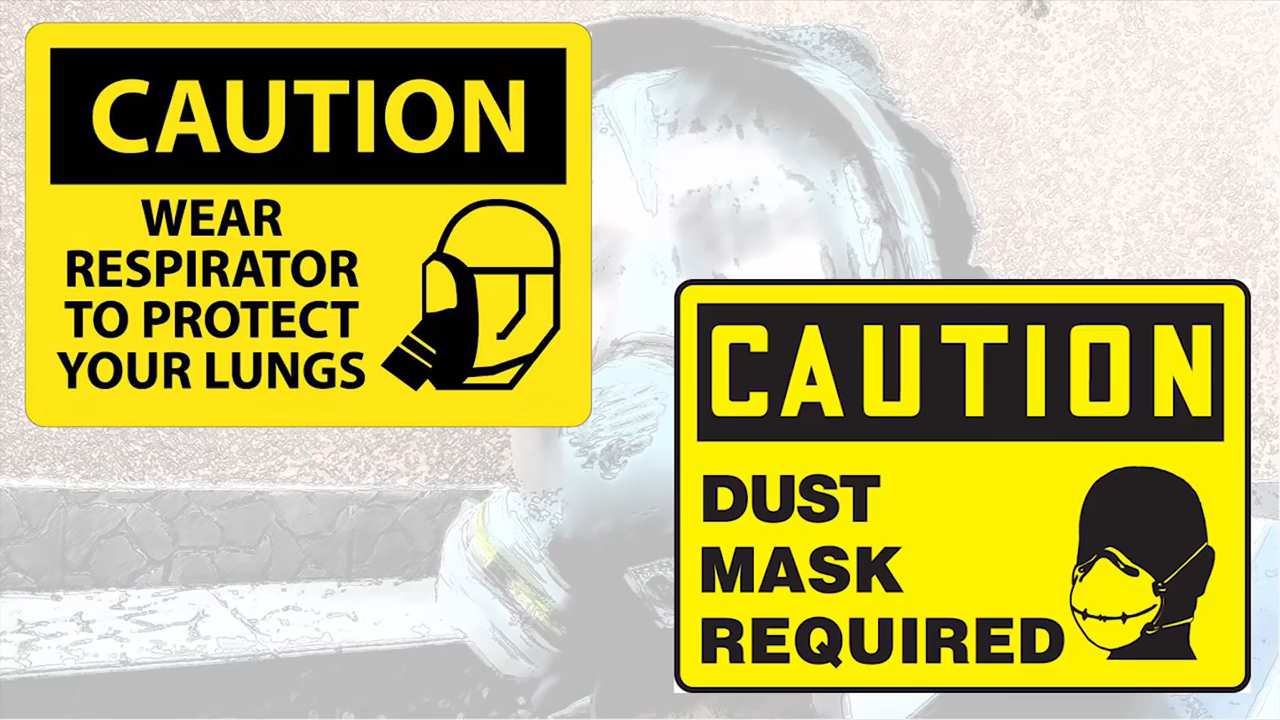 CAUTION
WEAR
RESPIRATOR
TO PROTECT
YOUR LUNGS
CAUTION
DUST
MASK
REQUIRED